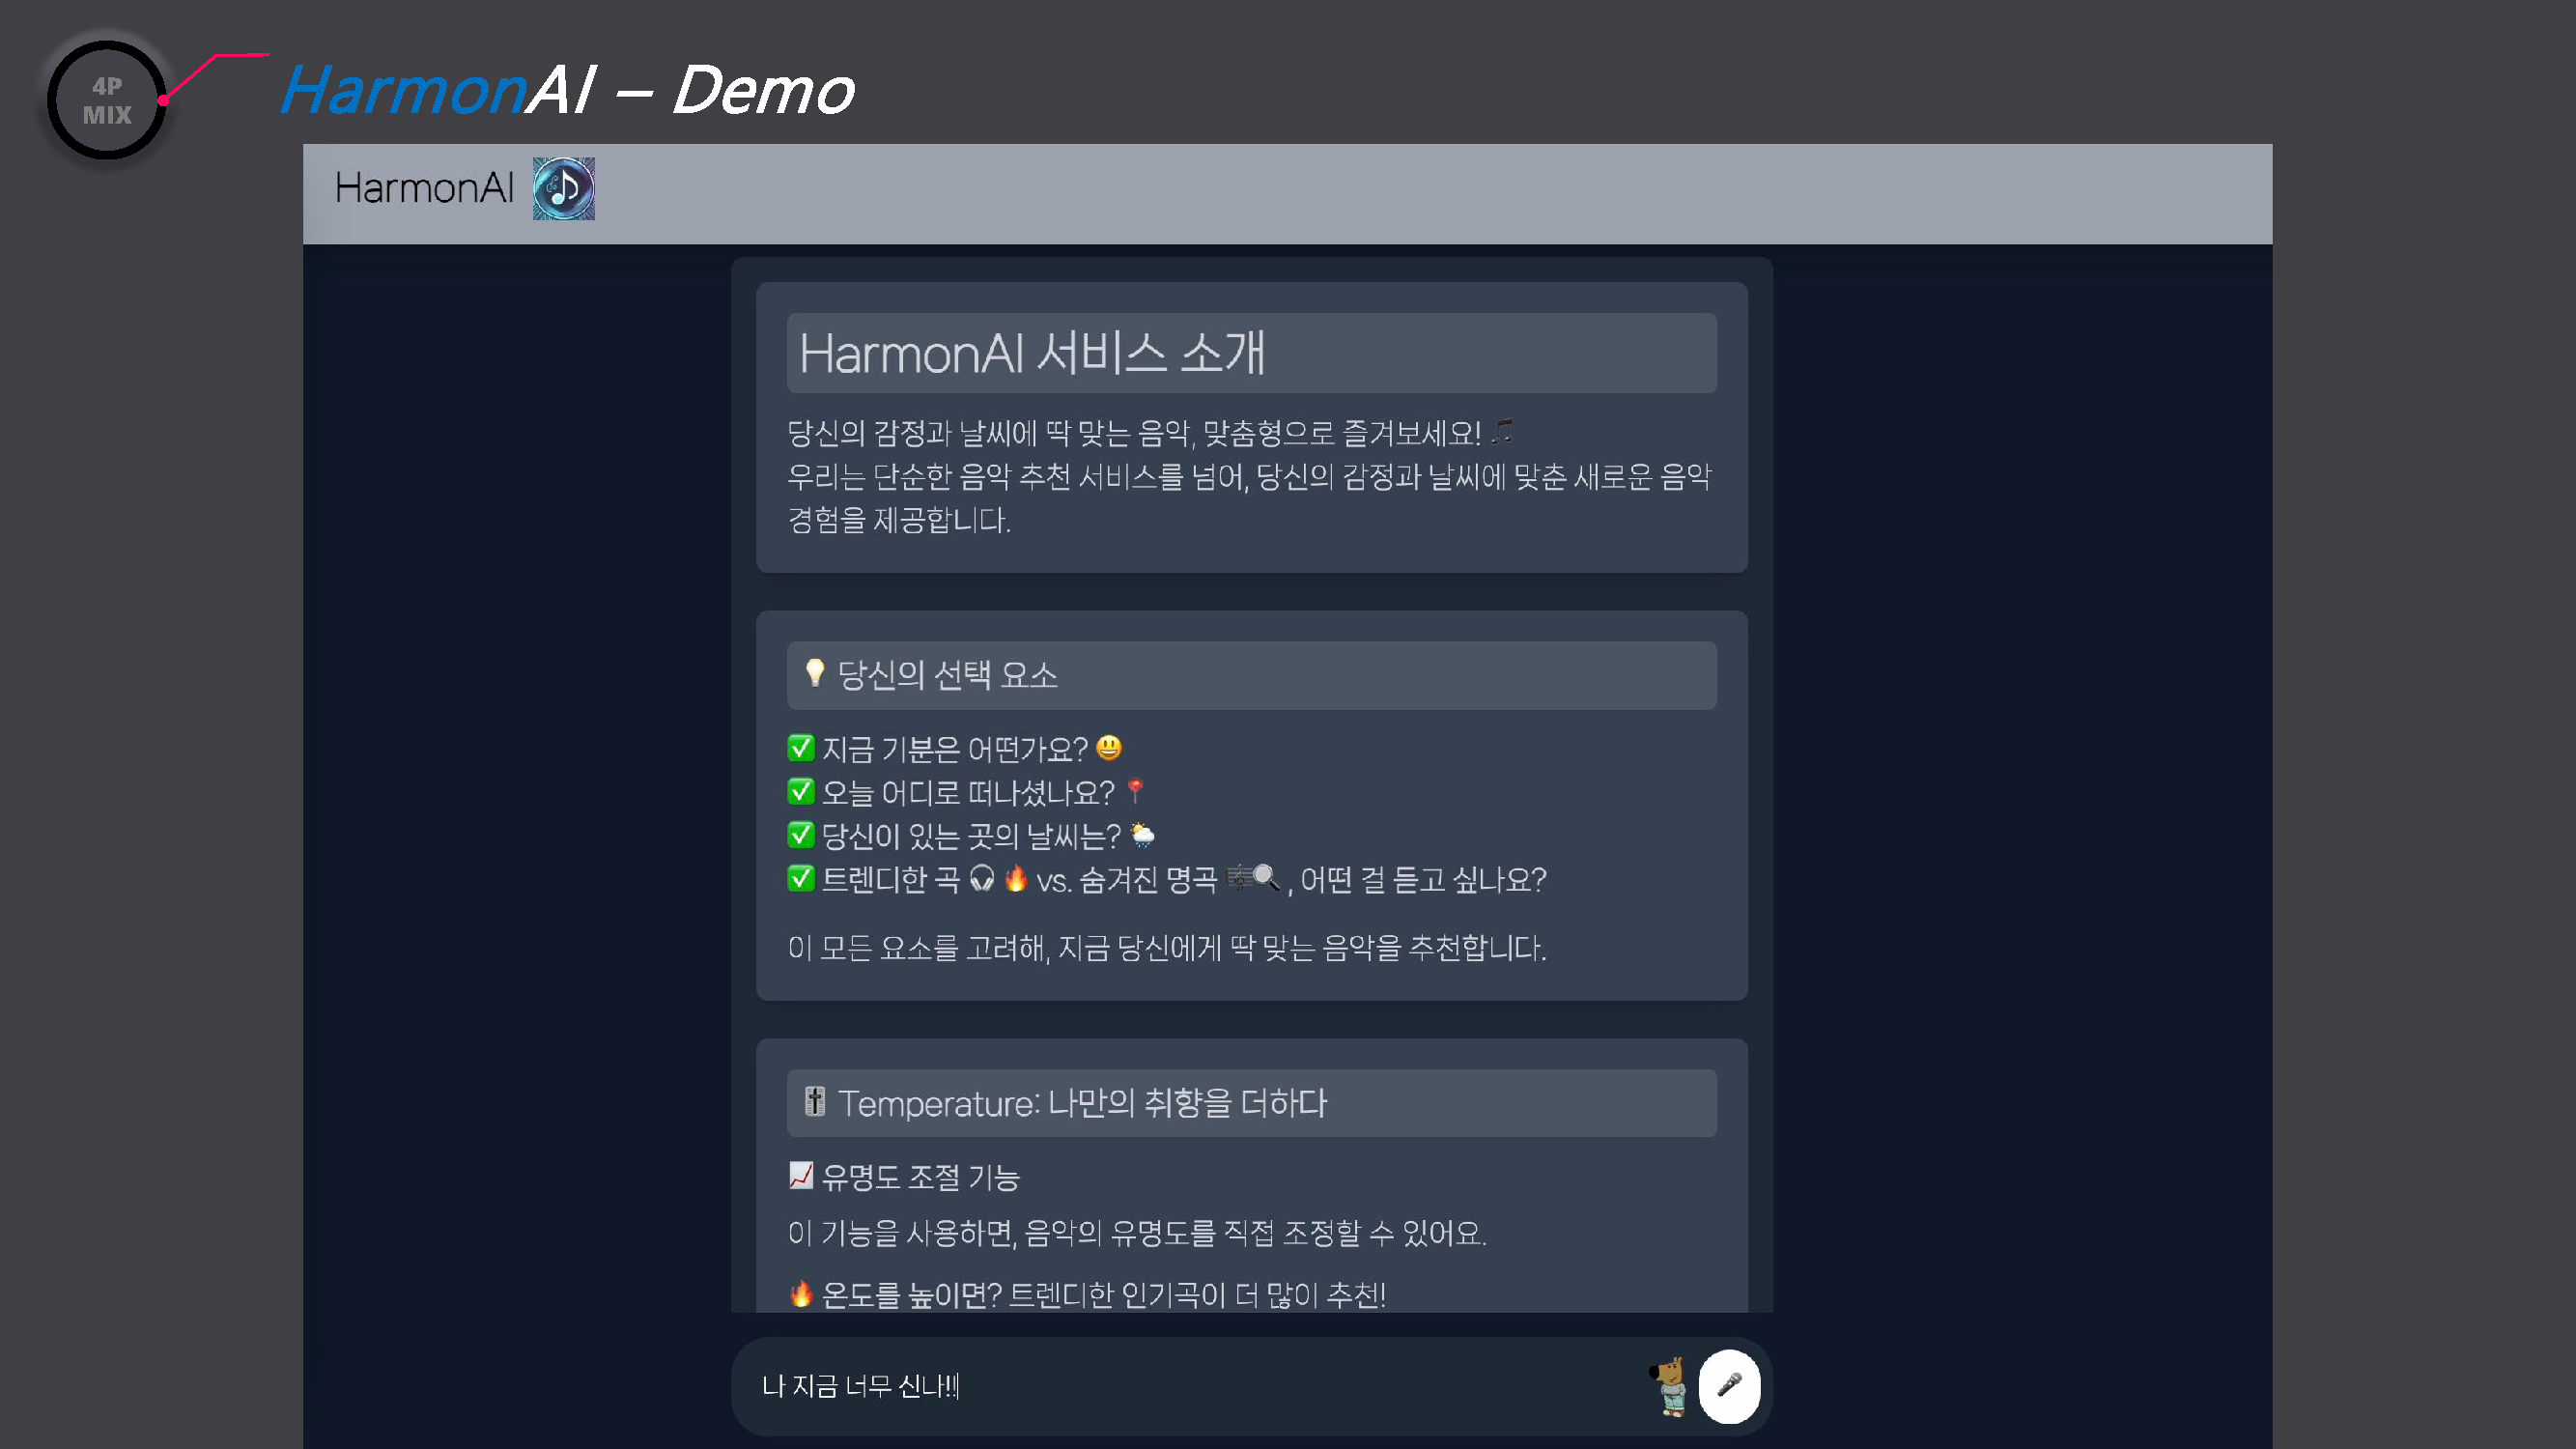 4P
MIX
HarmonAI – Demo
HarmonAI
HarmonAI 서비스 소개
당신의 감정과 날씨에 딱 맞는 음악, 맞춤형으로 즐겨보세요! 🎵
우리는 단순한 음악 추천 서비스를 넘어, 당신의 감정과 날씨에 맞춘 새로운 음악
경험을 제공합니다.
💡 당신의 선택 요소
✅ 지금 기분은 어떤가요? 😃
✅ 오늘 어디로 떠나셨나요? 📍
✅ 당신이 있는 곳의 날씨는? 🌦
✅ 트렌디한 곡 🎧 🔥 vs. 숨겨진 명곡 🎼🔍 , 어떤 걸 듣고 싶나요?
이 모든 요소를 고려해, 지금 당신에게 딱 맞는 음악을 추천합니다.
🎚 Temperature: 나만의 취향을 더하다
📈 유명도 조절 기능
이 기능을 사용하면, 음악의 유명도를 직접 조정할 수 있어요.
🔥 온도를 높이면? 트렌디한 인기곡이 더 많이 추천!
나 지금 너무 신나!!